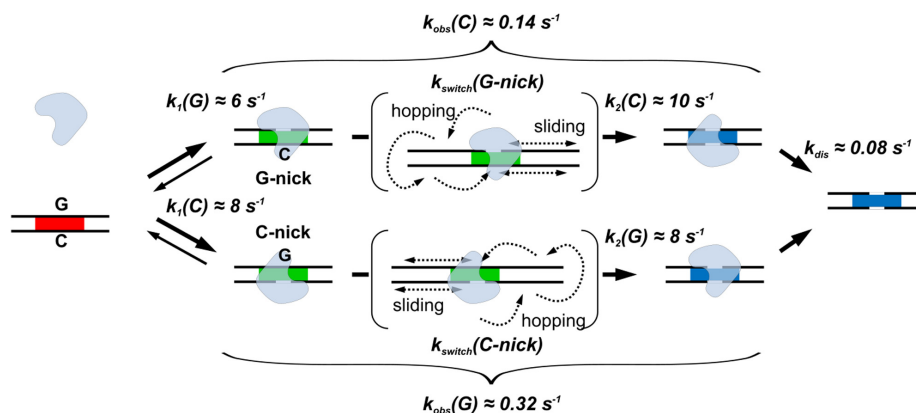 k_obs(C) ≈ 0.14 s⁻¹
k_switch(G-nick)
k₁(G) ≈ 6 s⁻¹
hopping
sliding
k₂(C) ≈ 10 s⁻¹
C
G-nick
k_dis ≈ 0.08 s⁻¹
G
C
k₁(C) ≈ 8 s⁻¹
C-nick
G
k₂(G) ≈ 8 s⁻¹
sliding
hopping
k_switch(C-nick)
k_obs(G) ≈ 0.32 s⁻¹